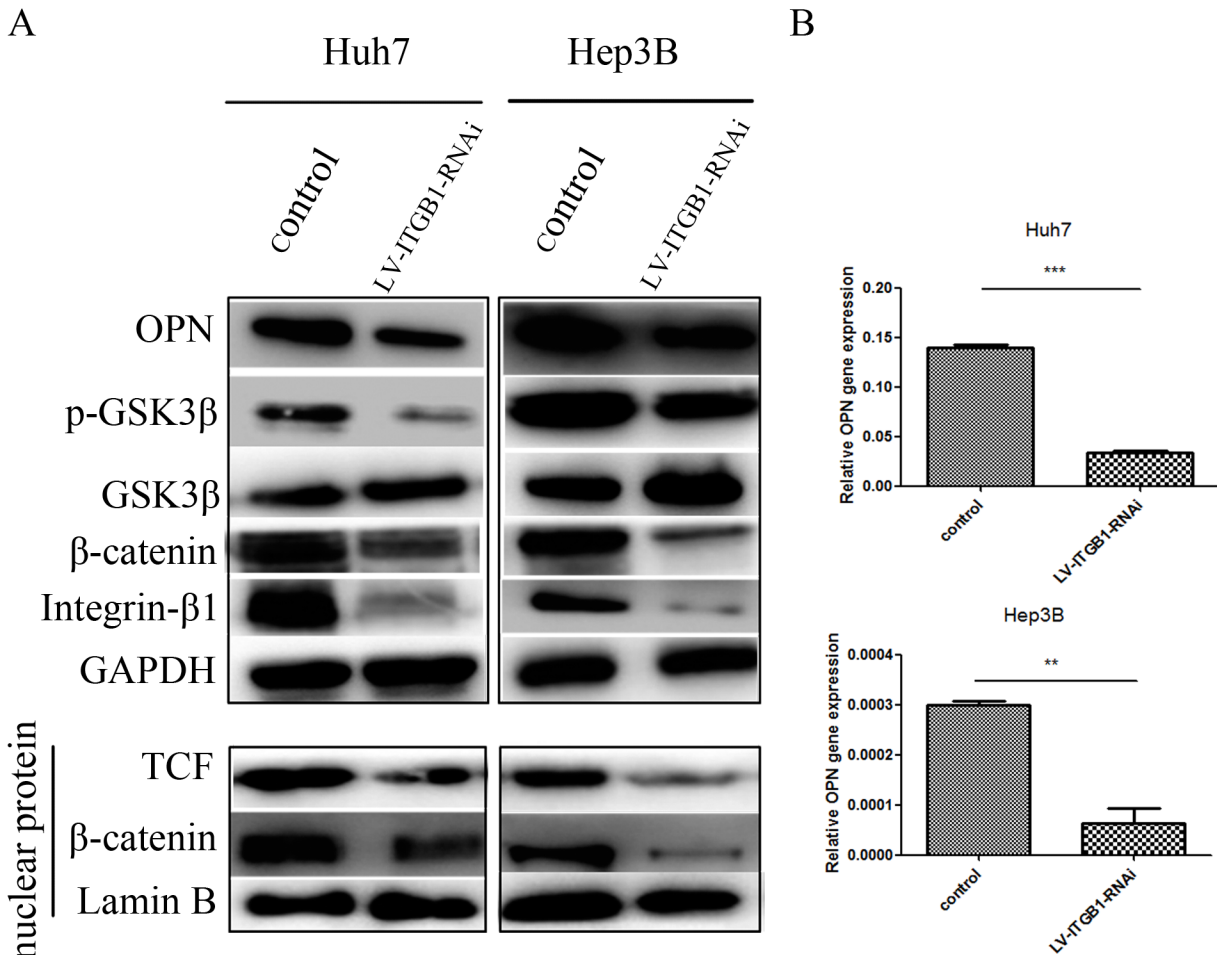 A
B
Huh7
Hep3B
control
LV-ITGB1-RNAi
control
LV-ITGB1-RNAi
OPN
p-GSK3β
GSK3β
β-catenin
Integrin-β1
GAPDH
nuclear protein
TCF
β-catenin
Lamin B
Huh7
***
Relative OPN gene expression
0.20
0.15
0.10
0.05
0.00
control
LV-ITGB1-RNAi
Hep3B
**
Relative OPN gene expression
0.0004
0.0003
0.0002
0.0001
0.0000
control
LV-ITGB1-RNAi